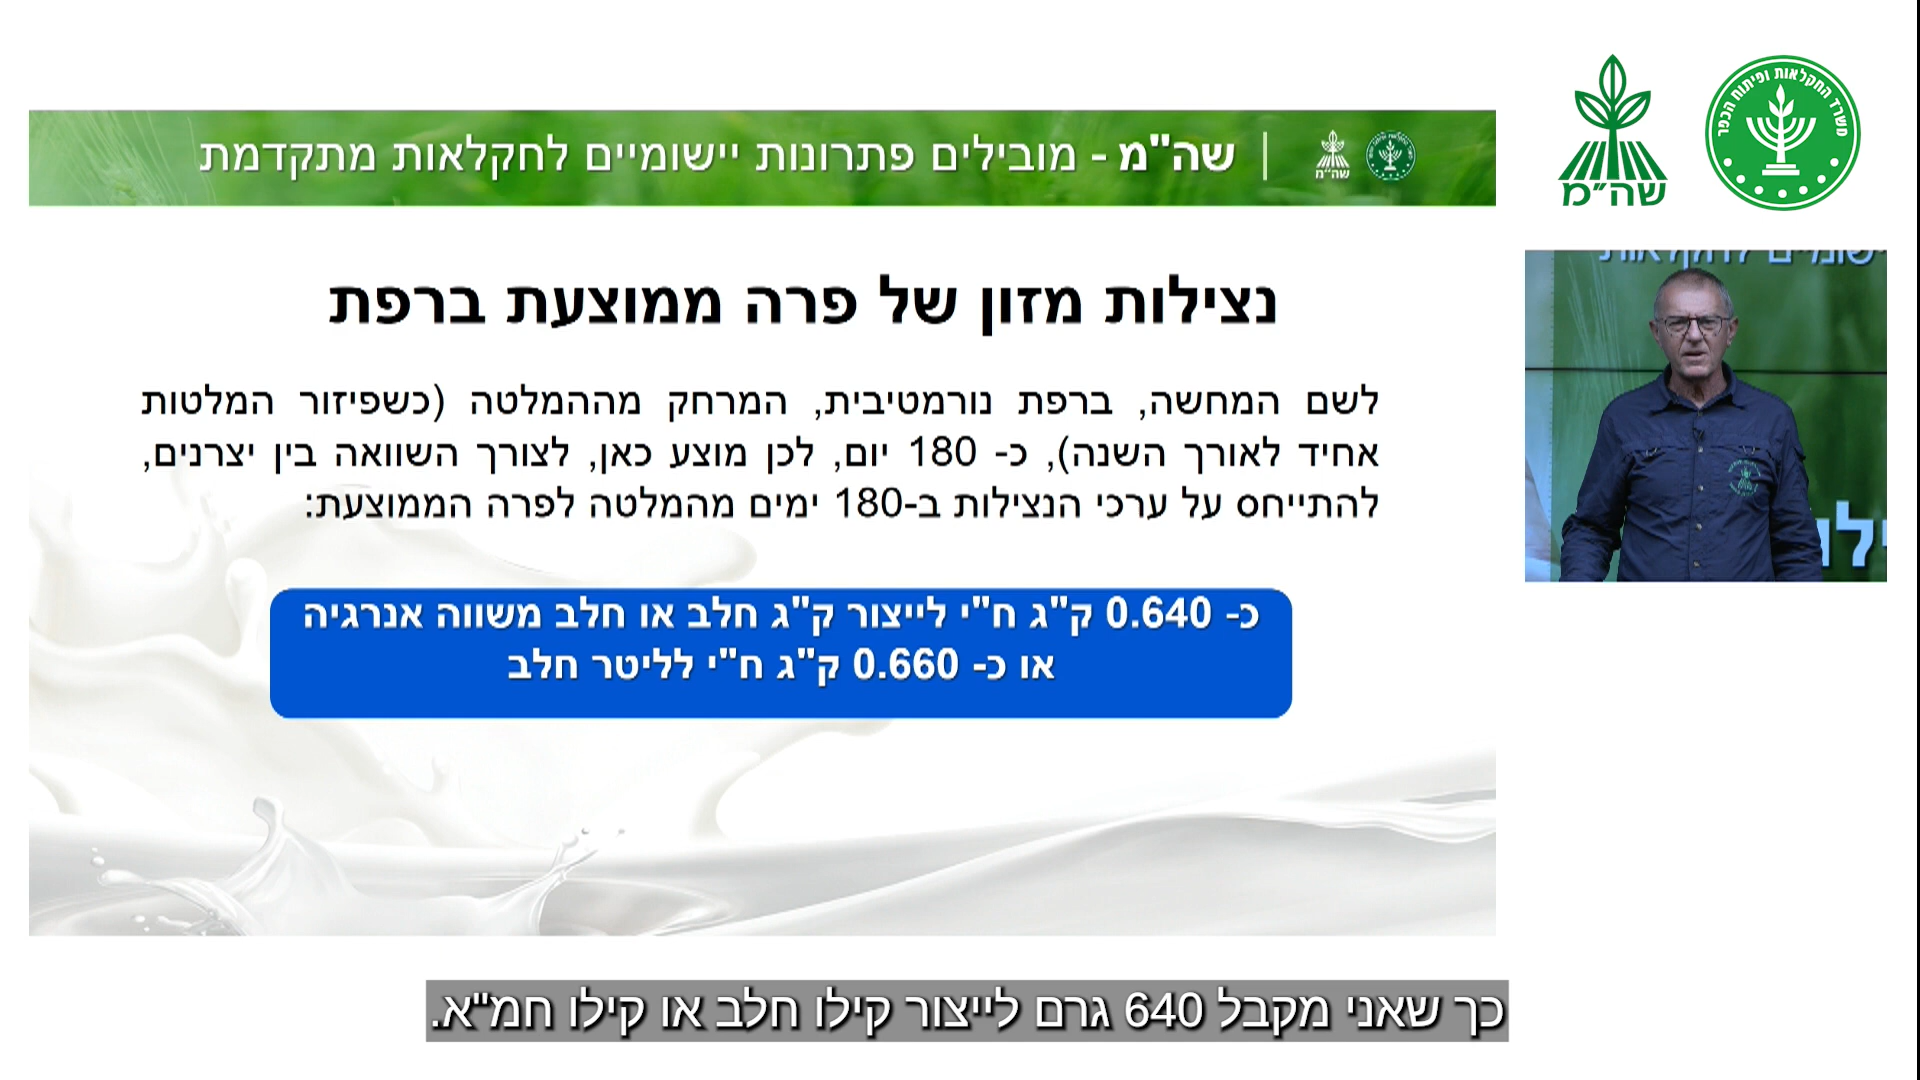 שה"מ - מובילים פתרונות יישומיים לחקלאות מתקדמת
שה"מ
נצילות מזון של פרה ממוצעת ברפת
לשם המחשה, ברפת נורמטיבית, המרחק מההמלטה (כשפיזור המלטות
אחיד לאורך השנה), כ- 180 יום, לכן מוצע כאן, לצורך השוואה בין יצרנים,
להתייחס על ערכי הנצילות ב-180 ימים מהמלטה לפרה הממוצעת:
כ- 0.640 ק"ג ח"י לייצור ק"ג חלב או חלב משווה אנרגיה
או כ- 0.660 ק"ג ח"י לליטר חלב
שה״מ
משרד החקלאות ופיתוח הכפר
כך שאני מקבל 640 גרם לייצור קילו חלב או קילו חמ"א.